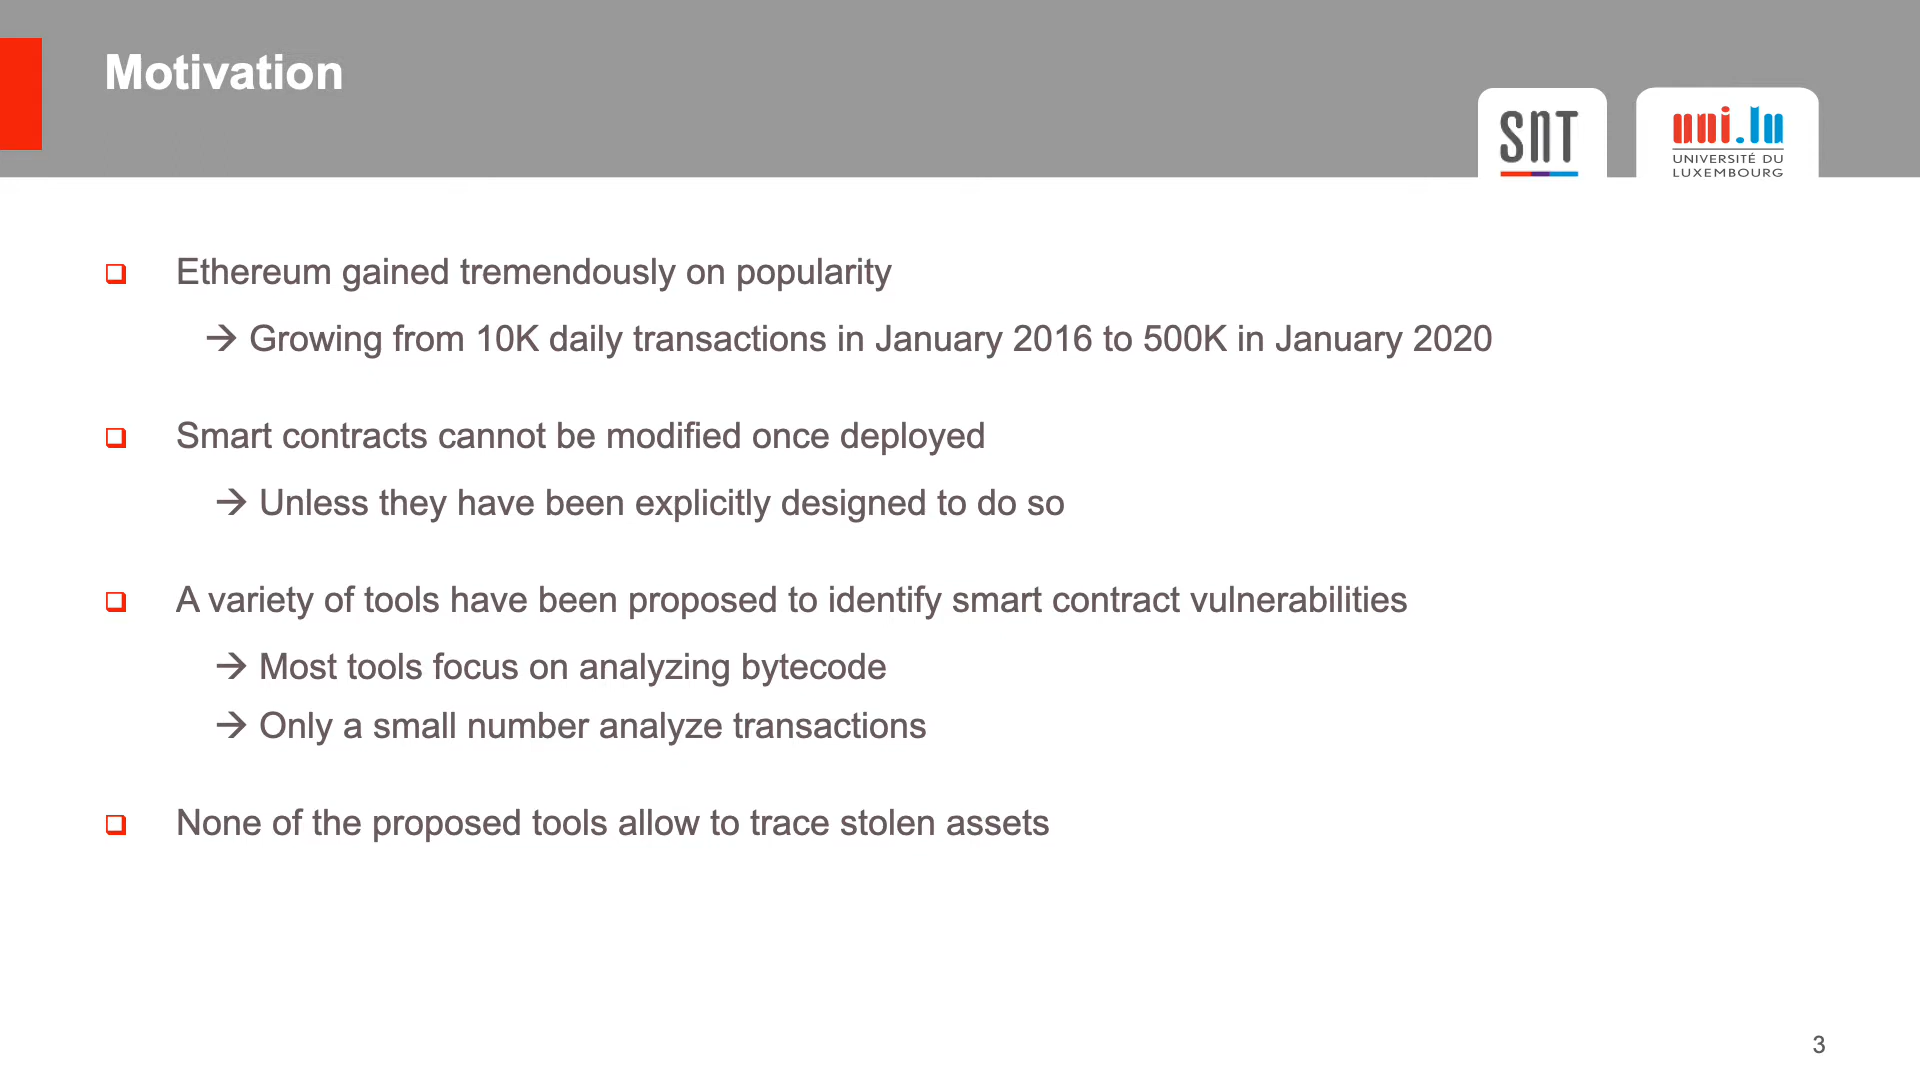 Motivation
SnT
uni.lu
UNIVERSITÉ DU
LUXEMBOURG
Ethereum gained tremendously on popularity
→ Growing from 10K daily transactions in January 2016 to 500K in January 2020
Smart contracts cannot be modified once deployed
→ Unless they have been explicitly designed to do so
A variety of tools have been proposed to identify smart contract vulnerabilities
→ Most tools focus on analyzing bytecode
→ Only a small number analyze transactions
None of the proposed tools allow to trace stolen assets
3